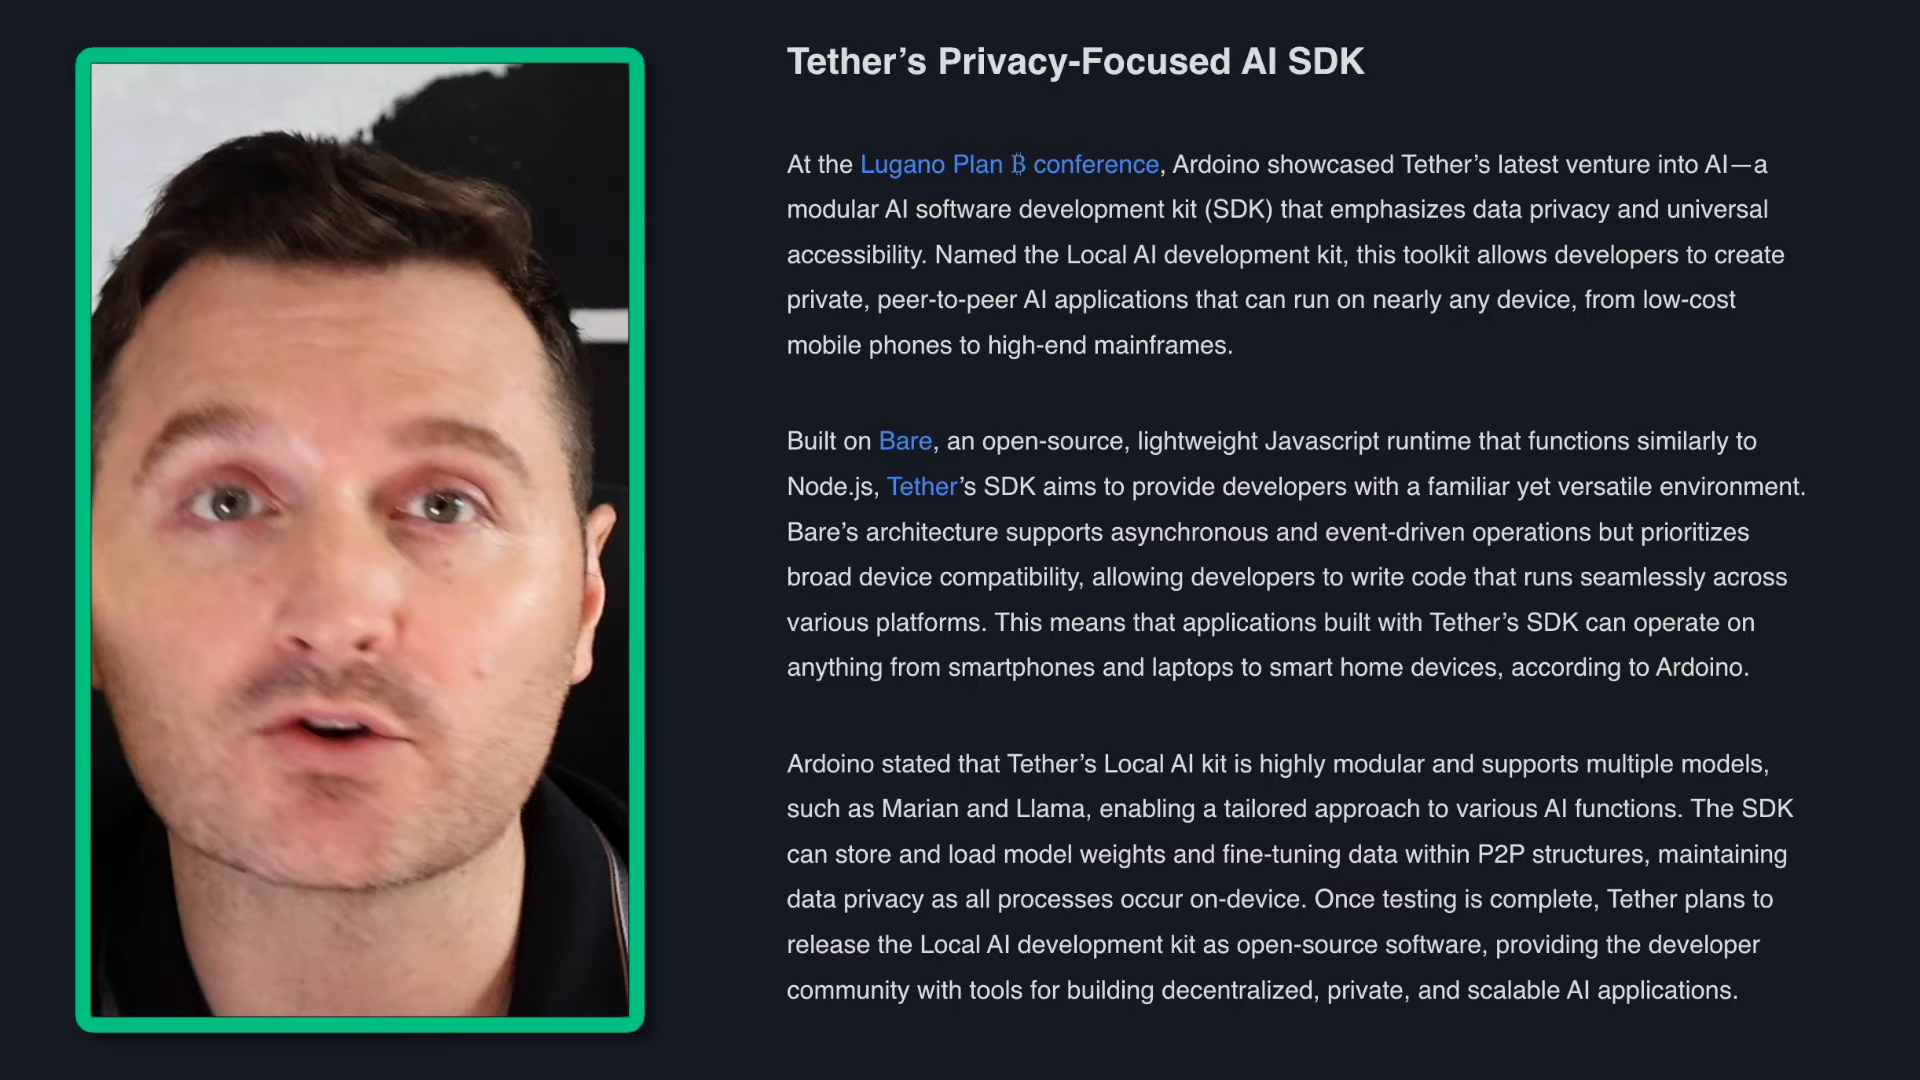 Tether’s Privacy-Focused AI SDK
At the Lugano Plan ₿ conference, Ardoino showcased Tether’s latest venture into AI—a
modular AI software development kit (SDK) that emphasizes data privacy and universal
accessibility. Named the Local AI development kit, this toolkit allows developers to create
private, peer-to-peer AI applications that can run on nearly any device, from low-cost
mobile phones to high-end mainframes.
Built on Bare, an open-source, lightweight Javascript runtime that functions similarly to
Node.js, Tether’s SDK aims to provide developers with a familiar yet versatile environment.
Bare’s architecture supports asynchronous and event-driven operations but prioritizes
broad device compatibility, allowing developers to write code that runs seamlessly across
various platforms. This means that applications built with Tether’s SDK can operate on
anything from smartphones and laptops to smart home devices, according to Ardoino.
Ardoino stated that Tether’s Local AI kit is highly modular and supports multiple models,
such as Marian and Llama, enabling a tailored approach to various AI functions. The SDK
can store and load model weights and fine-tuning data within P2P structures, maintaining
data privacy as all processes occur on-device. Once testing is complete, Tether plans to
release the Local AI development kit as open-source software, providing the developer
community with tools for building decentralized, private, and scalable AI applications.